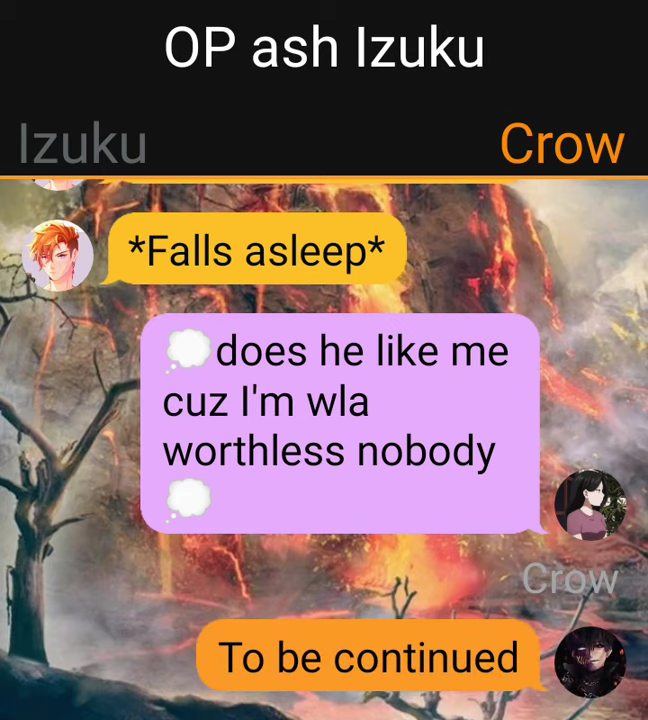 OP ash Izuku
Izuku
Crow
*Falls asleep*
💭does he like me
cuz I'm wla
worthless nobody
💭
Crow
To be continued